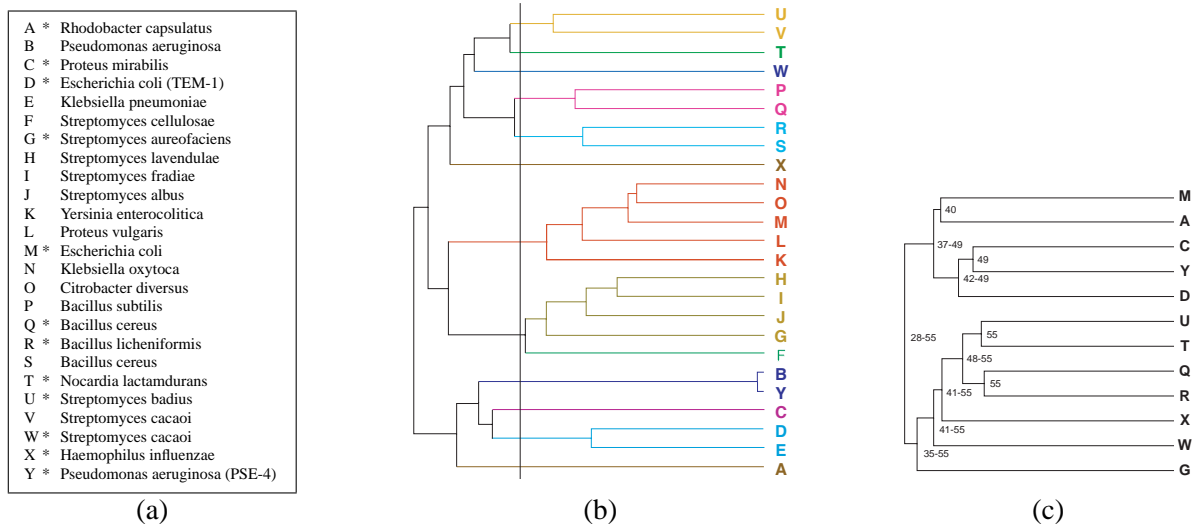 A * Rhodobacter capsulatus
B Pseudomonas aeruginosa
C * Proteus mirabilis
D * Escherichia coli (TEM-1)
E Klebsiella pneumoniae
F Streptomyces cellulosae
G * Streptomyces aureofaciens
H Streptomyces lavendulae
I Streptomyces fradiae
J Streptomyces albus
K Yersinia enterocolitica
L Proteus vulgaris
M * Escherichia coli
N Klebsiella oxytoca
O Citrobacter diversus
P Bacillus subtilis
Q * Bacillus cereus
R * Bacillus licheniformis
S Bacillus cereus
T * Nocardia lactamdurans
U * Streptomyces badius
V Streptomyces cacaoi
W * Streptomyces cacaoi
X * Haemophilus influenzae
Y * Pseudomonas aeruginosa (PSE-4)
(a)
U
V
T
W
P
Q
R
S
X
N
O
M
L
K
H
I
J
G
F
B
Y
C
D
E
A
(b)
M
40
A
37-49
C
49
Y
42-49
D
U
55
T
28-55
48-55
Q
55
R
41-55
X
41-55
W
35-55
G
(c)